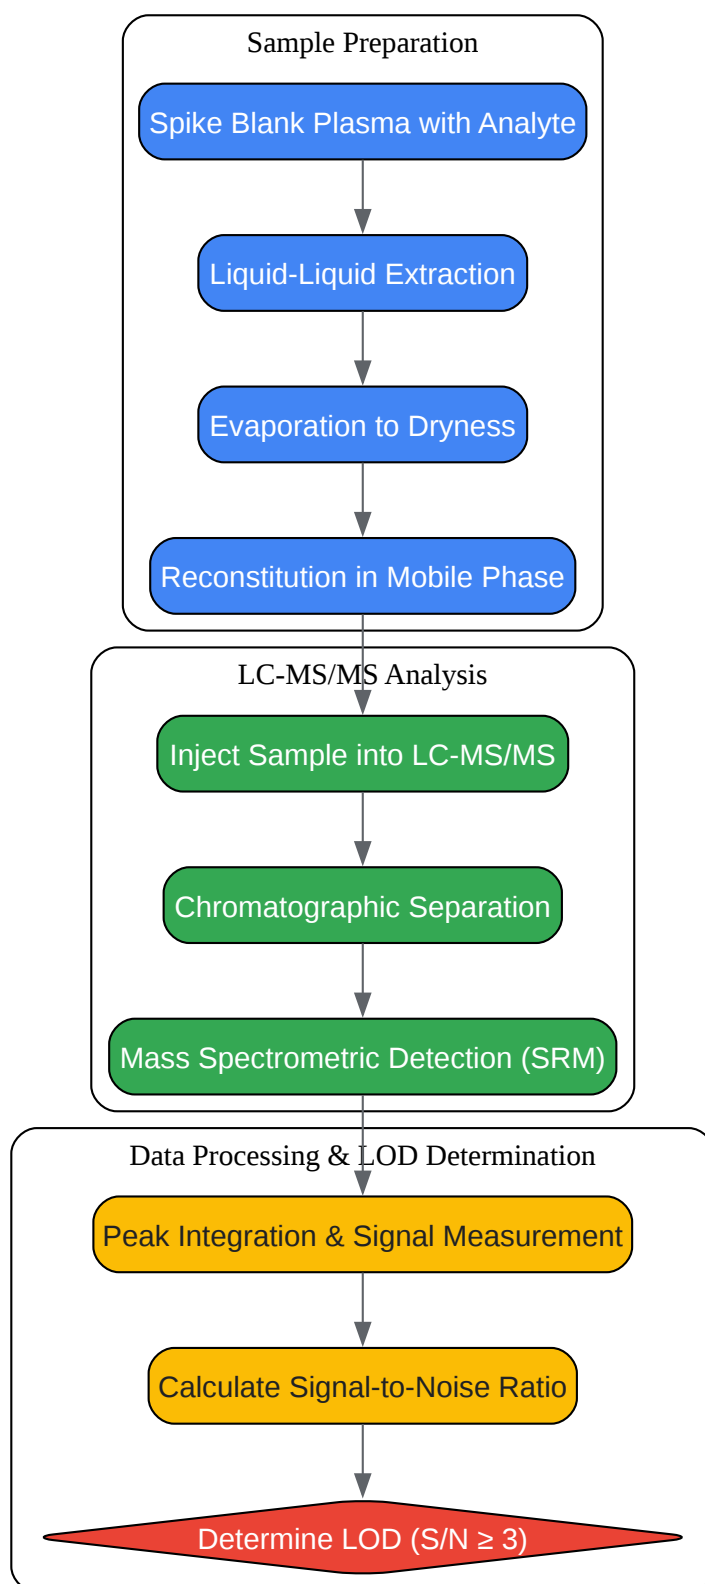 Sample Preparation
Spike Blank Plasma with Analyte
Liquid-Liquid Extraction
Evaporation to Dryness
Reconstitution in Mobile Phase
LC-MS/MS Analysis
Inject Sample into LC-MS/MS
Chromatographic Separation
Mass Spectrometric Detection (SRM)
Data Processing & LOD Determination
Peak Integration & Signal Measurement
Calculate Signal-to-Noise Ratio
Determine LOD (S/N ≥ 3)